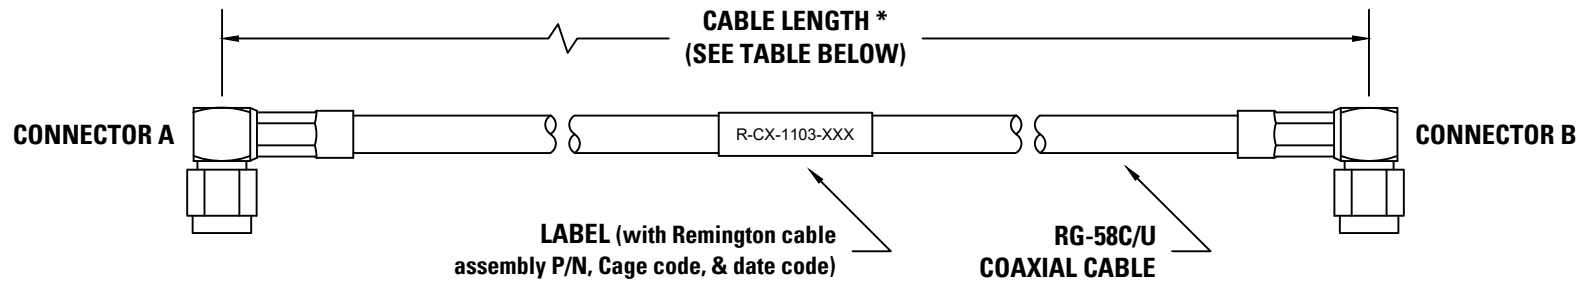 CABLE LENGTH *
(SEE TABLE BELOW)
CONNECTOR A
R-CX-1103-XXX
CONNECTOR B
LABEL (with Remington cable
assembly P/N, Cage code, & date code)
RG-58C/U
COAXIAL CABLE